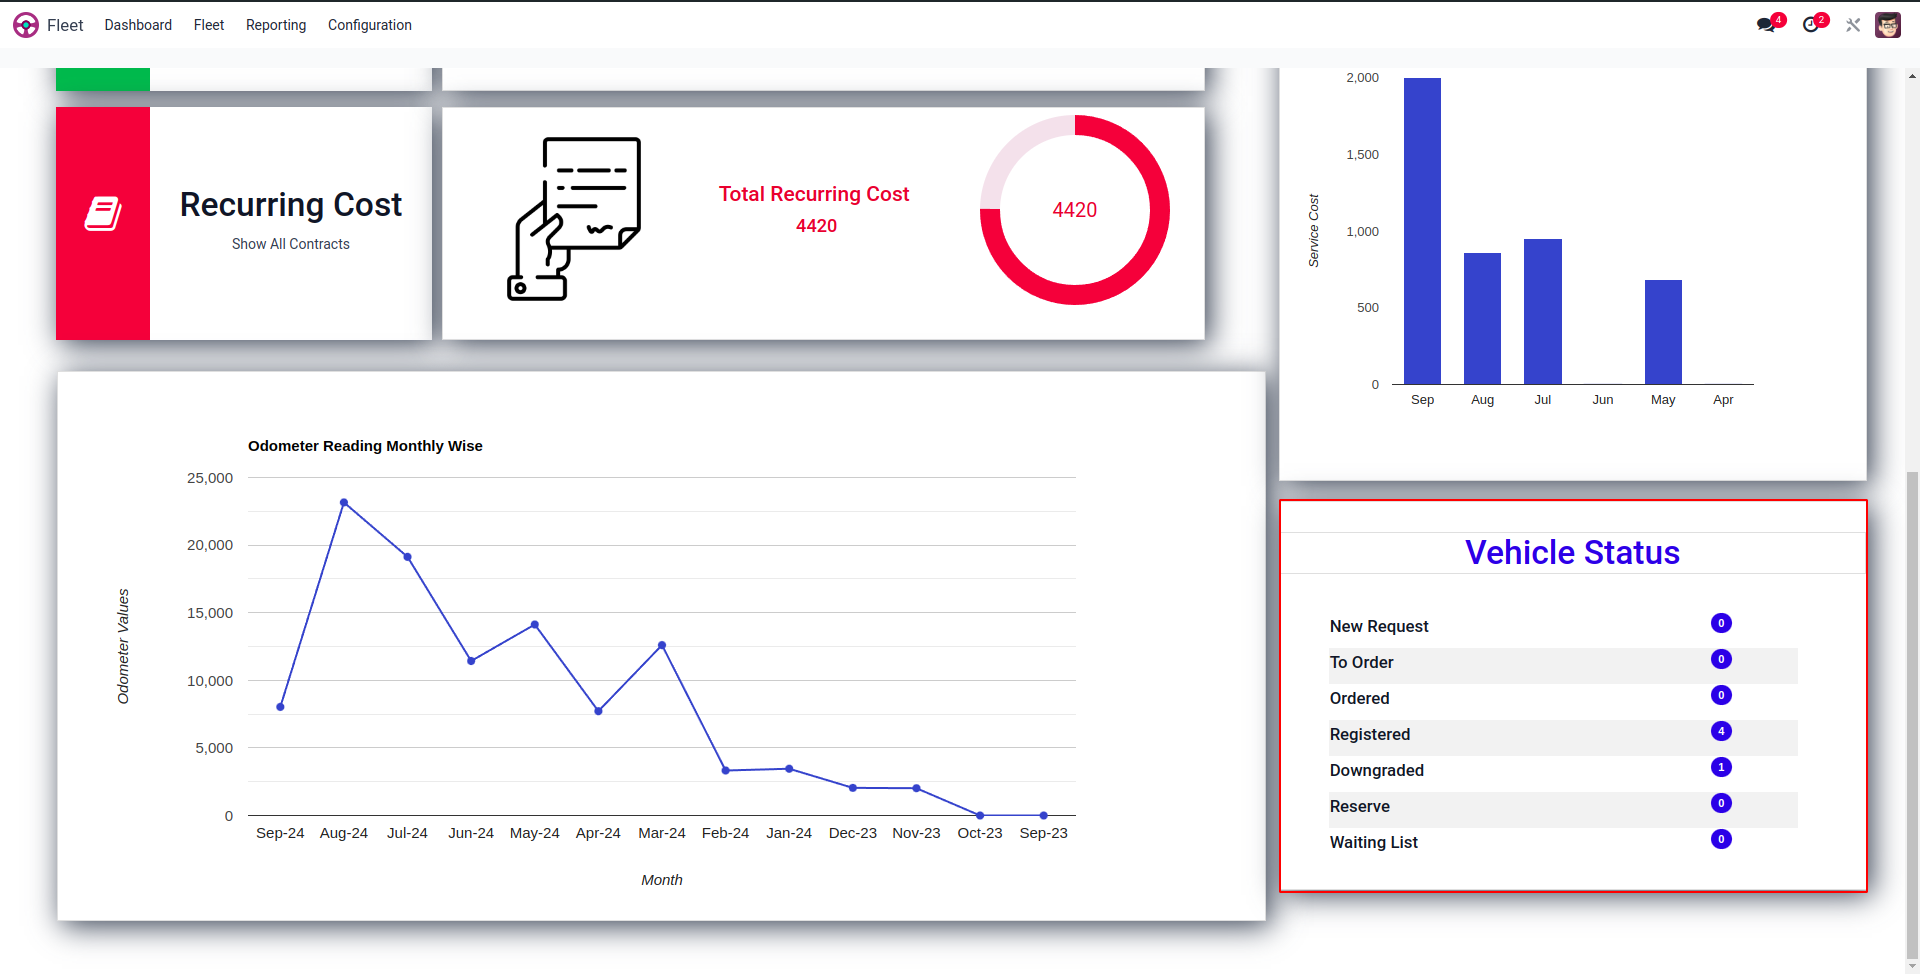 Fleet Dashboard Fleet Reporting Configuration 4 2
Recurring Cost
Show All Contracts
Total Recurring Cost
4420
4420
2,000
1,500
1,000
500
0
Service Cost
Sep Aug Jul Jun May Apr
Odometer Reading Monthly Wise
25,000
20,000
15,000
10,000
5,000
0
Odometer Values
Sep-24 Aug-24 Jul-24 Jun-24 May-24 Apr-24 Mar-24 Feb-24 Jan-24 Dec-23 Nov-23 Oct-23 Sep-23
Month
Vehicle Status
New Request 0
To Order 0
Ordered 0
Registered 4
Downgraded 1
Reserve 0
Waiting List 0